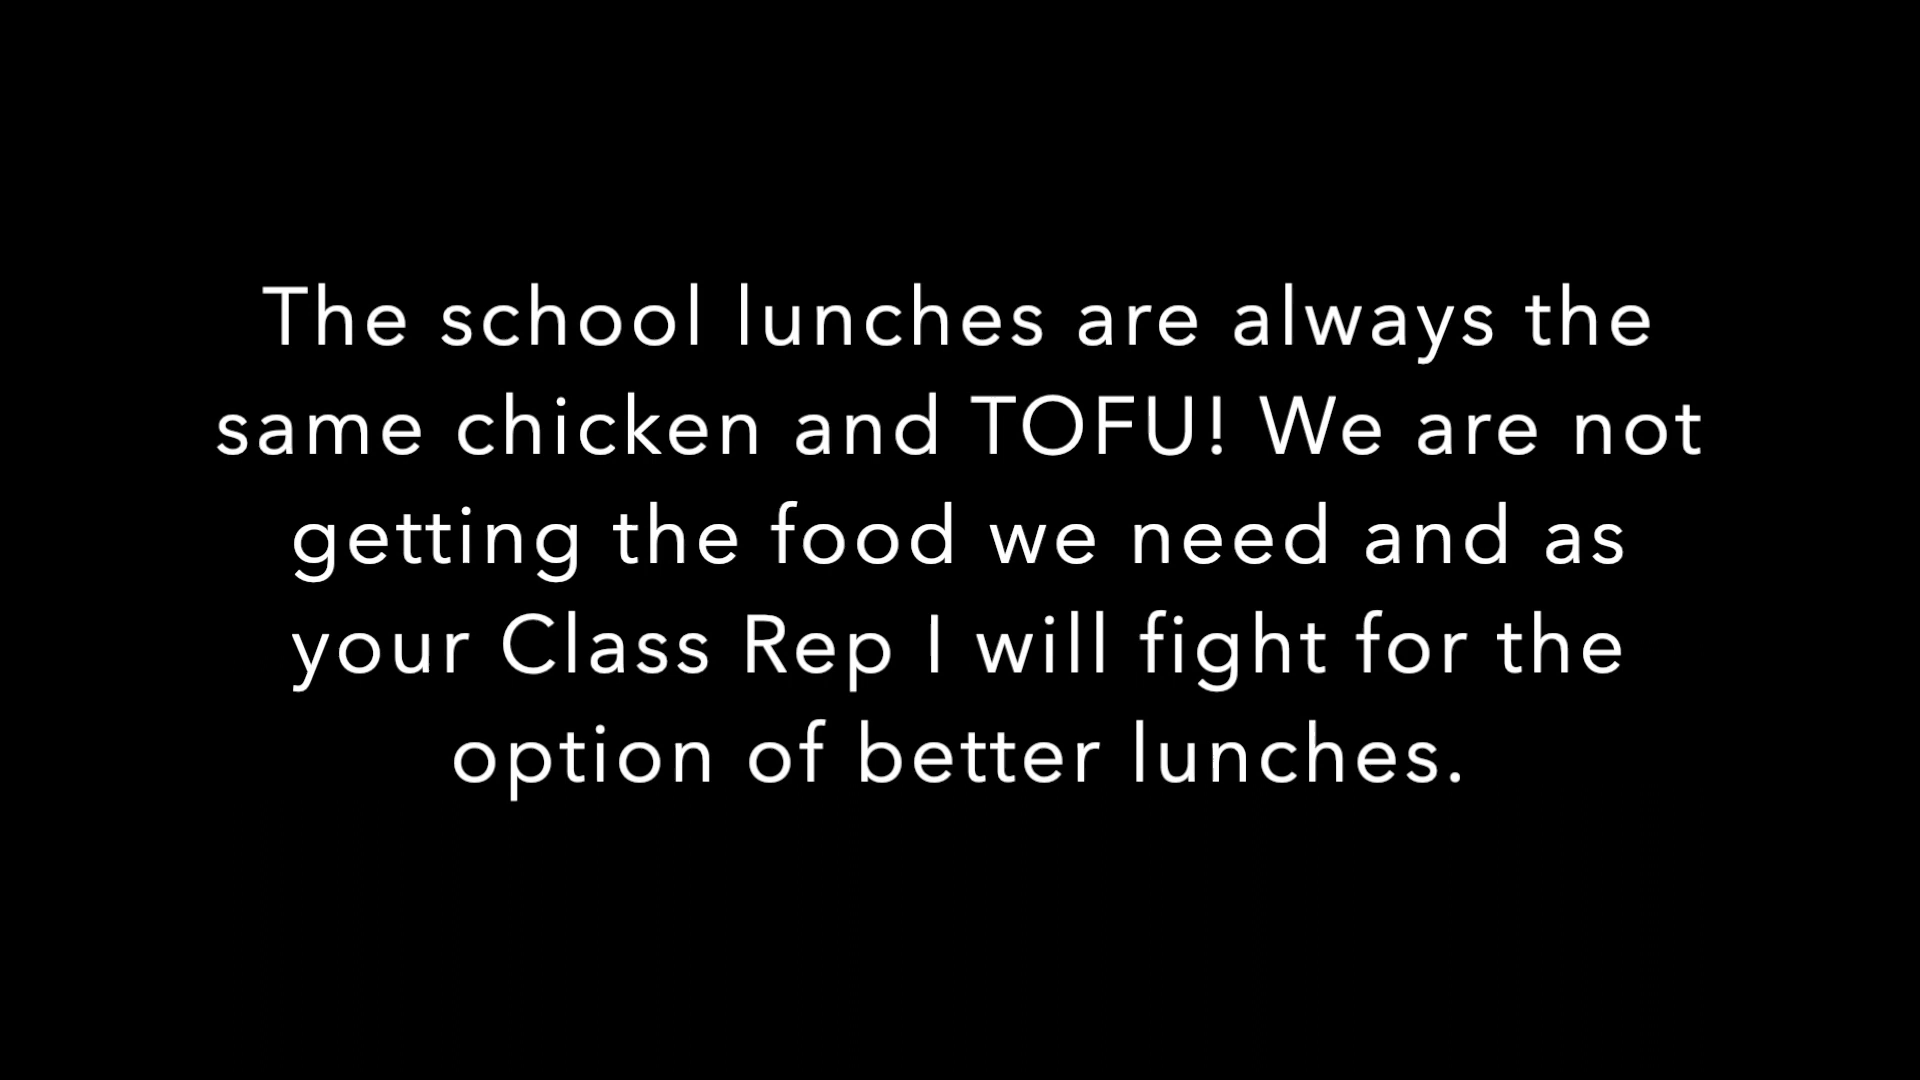 The school lunches are always the
same chicken and TOFU! We are not
getting the food we need and as
your Class Rep I will fight for the
option of better lunches.